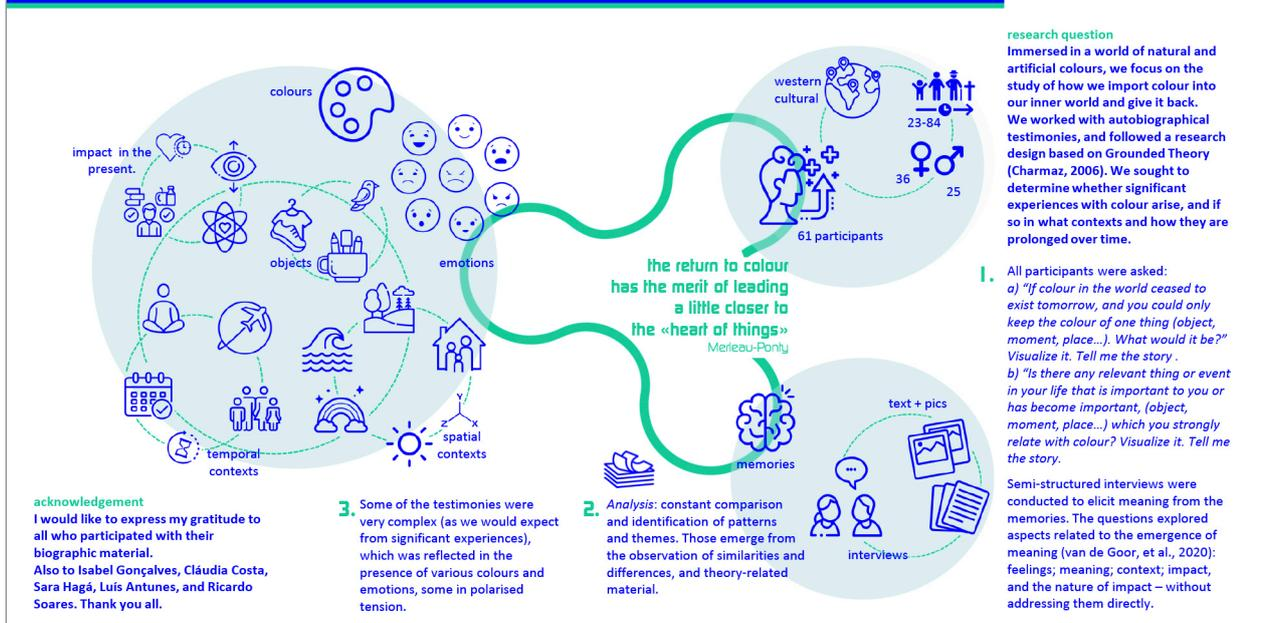 research question
Immersed in a world of natural and
artificial colours, we focus on the
study of how we import colour into
our inner world and give it back.
We worked with autobiographical
testimonies, and followed a research
design based on Grounded Theory
(Charmaz, 2006). We sought to
determine whether significant
experiences with colour arise, and if
so in what contexts and how they are
prolonged over time.
western
cultural
23-84
36
25
61 participants
1.
All participants were asked:
a) “If colour in the world ceased to
exist tomorrow, and you could only
keep the colour of one thing (object,
moment, place...). What would it be?”
Visualize it. Tell me the story .
b) “Is there any relevant thing or event
in your life that is important to you or
has become important, (object,
moment, place...) which you strongly
relate with colour? Visualize it. Tell me
the story.
Semi-structured interviews were
conducted to elicit meaning from the
memories. The questions explored
aspects related to the emergence of
meaning (van de Goor, et al., 2020):
feelings; meaning; context; impact,
and the nature of impact – without
addressing them directly.
the return to colour
has the merit of leading
a little closer to
the «heart of things»
Merleau-Ponty
memories
text + pics
interviews
2.
Analysis: constant comparison
and identification of patterns
and themes. Those emerge from
the observation of similarities and
differences, and theory-related
material.
3.
Some of the testimonies were
very complex (as we would expect
from significant experiences),
which was reflected in the
presence of various colours and
emotions, some in polarised
tension.
colours
impact in the
present.
objects
emotions
Y
Z
X
spatial
contexts
temporal
contexts
acknowledgement
I would like to express my gratitude to
all who participated with their
biographic material.
Also to Isabel Gonçalves, Cláudia Costa,
Sara Hagá, Luís Antunes, and Ricardo
Soares. Thank you all.